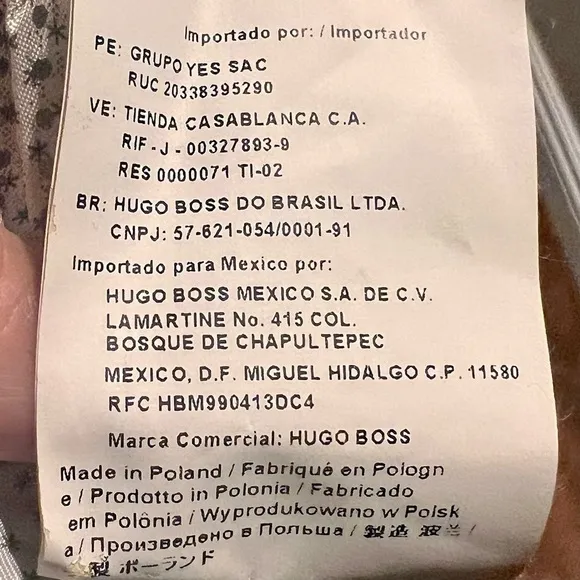 Importado por: / Importador
PE: GRUPO YES SAC
RUC 20338395290
VE: TIENDA CASABLANCA C.A.
RIF-J-00327893-9
RES 0000071 TI-02
BR: HUGO BOSS DO BRASIL LTDA.
CNPJ: 57-621-054/0001-91
Importado para Mexico por:
HUGO BOSS MEXICO S.A. DE C.V.
LAMARTINE No. 415 COL.
BOSQUE DE CHAPULTEPEC
MEXICO, D.F. MIGUEL HIDALGO C.P. 11580
RFC HBM990413DC4
Marca Comercial: HUGO BOSS
Made in Poland / Fabriqué en Pologn
e / Prodotto in Polonia / Fabricado
em Polônia / Wyprodukowano w Polsk
a / Произведено в Польша / 製造 波兰 /
製 ポーランド